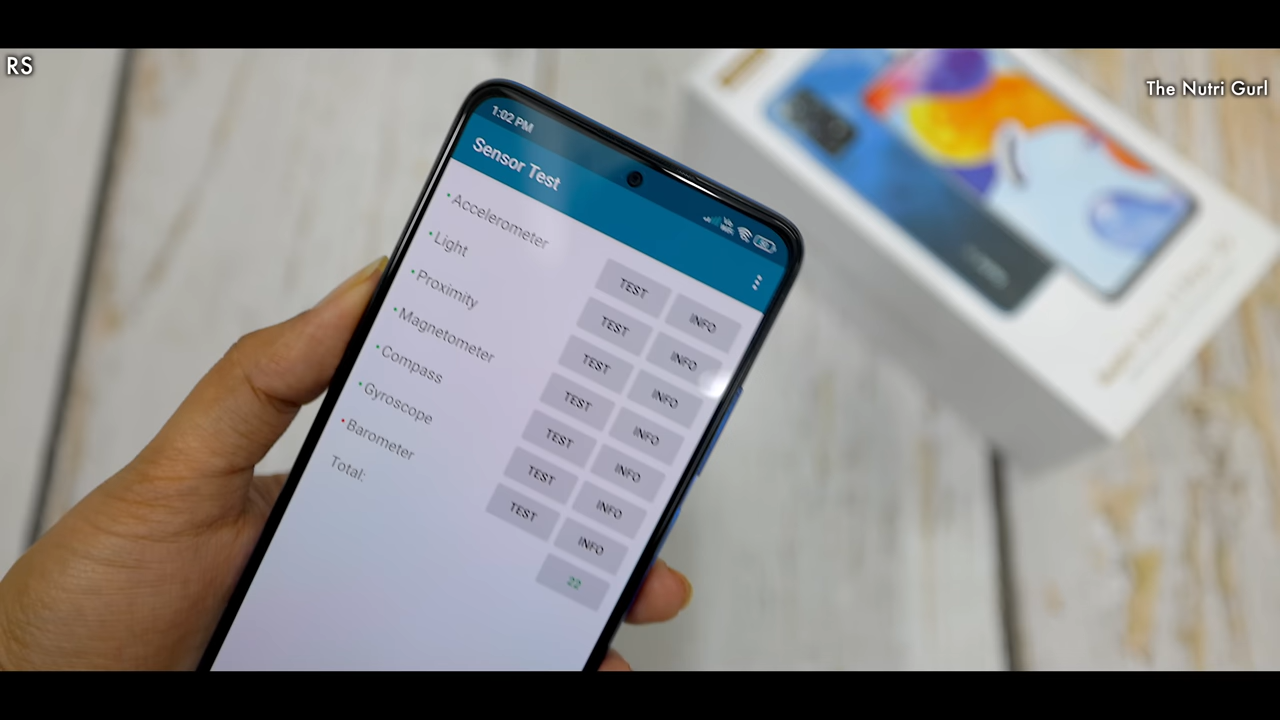 RS
The Nutri Gurl
1:02 PM
Sensor Test
Accelerometer
TEST INFO
Light
TEST INFO
Proximity
TEST INFO
Magnetometer
TEST INFO
Compass
TEST INFO
Gyroscope
TEST INFO
Barometer
TEST INFO
Total:
22